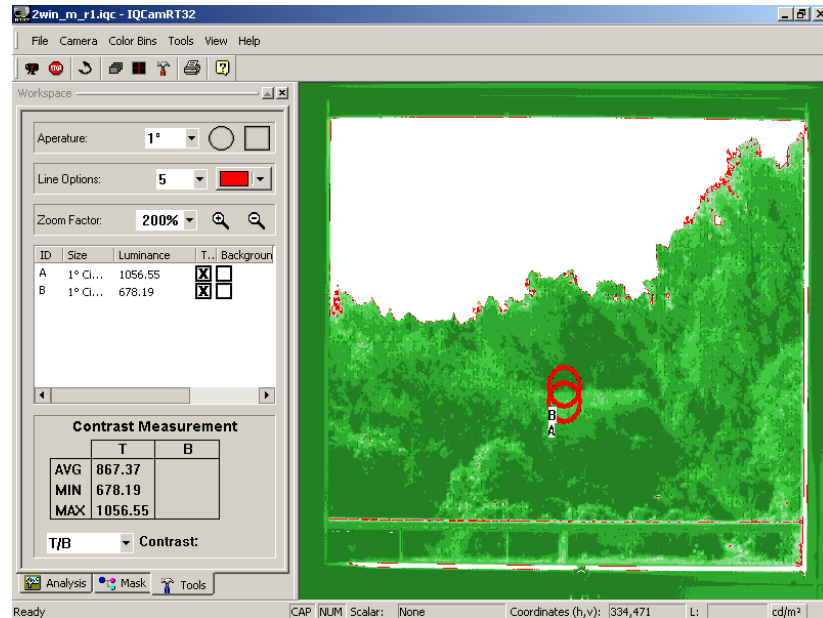 2win_m_r1.iqc - IQCamRT32
File Camera Color Bins Tools View Help
STOP
Workspace
Aperature: 1°
Line Options: 5
Zoom Factor: 200%
ID Size Luminance T.. Backgroun
A 1° Ci... 1056.55 X
B 1° Ci... 678.19 X
Contrast Measurement
T B
AVG 867.37
MIN 678.19
MAX 1056.55
T/B Contrast:
B
A
Analysis Mask Tools
Ready CAP NUM Scalar: None Coordinates (h,v): 334,471 L: cd/m²